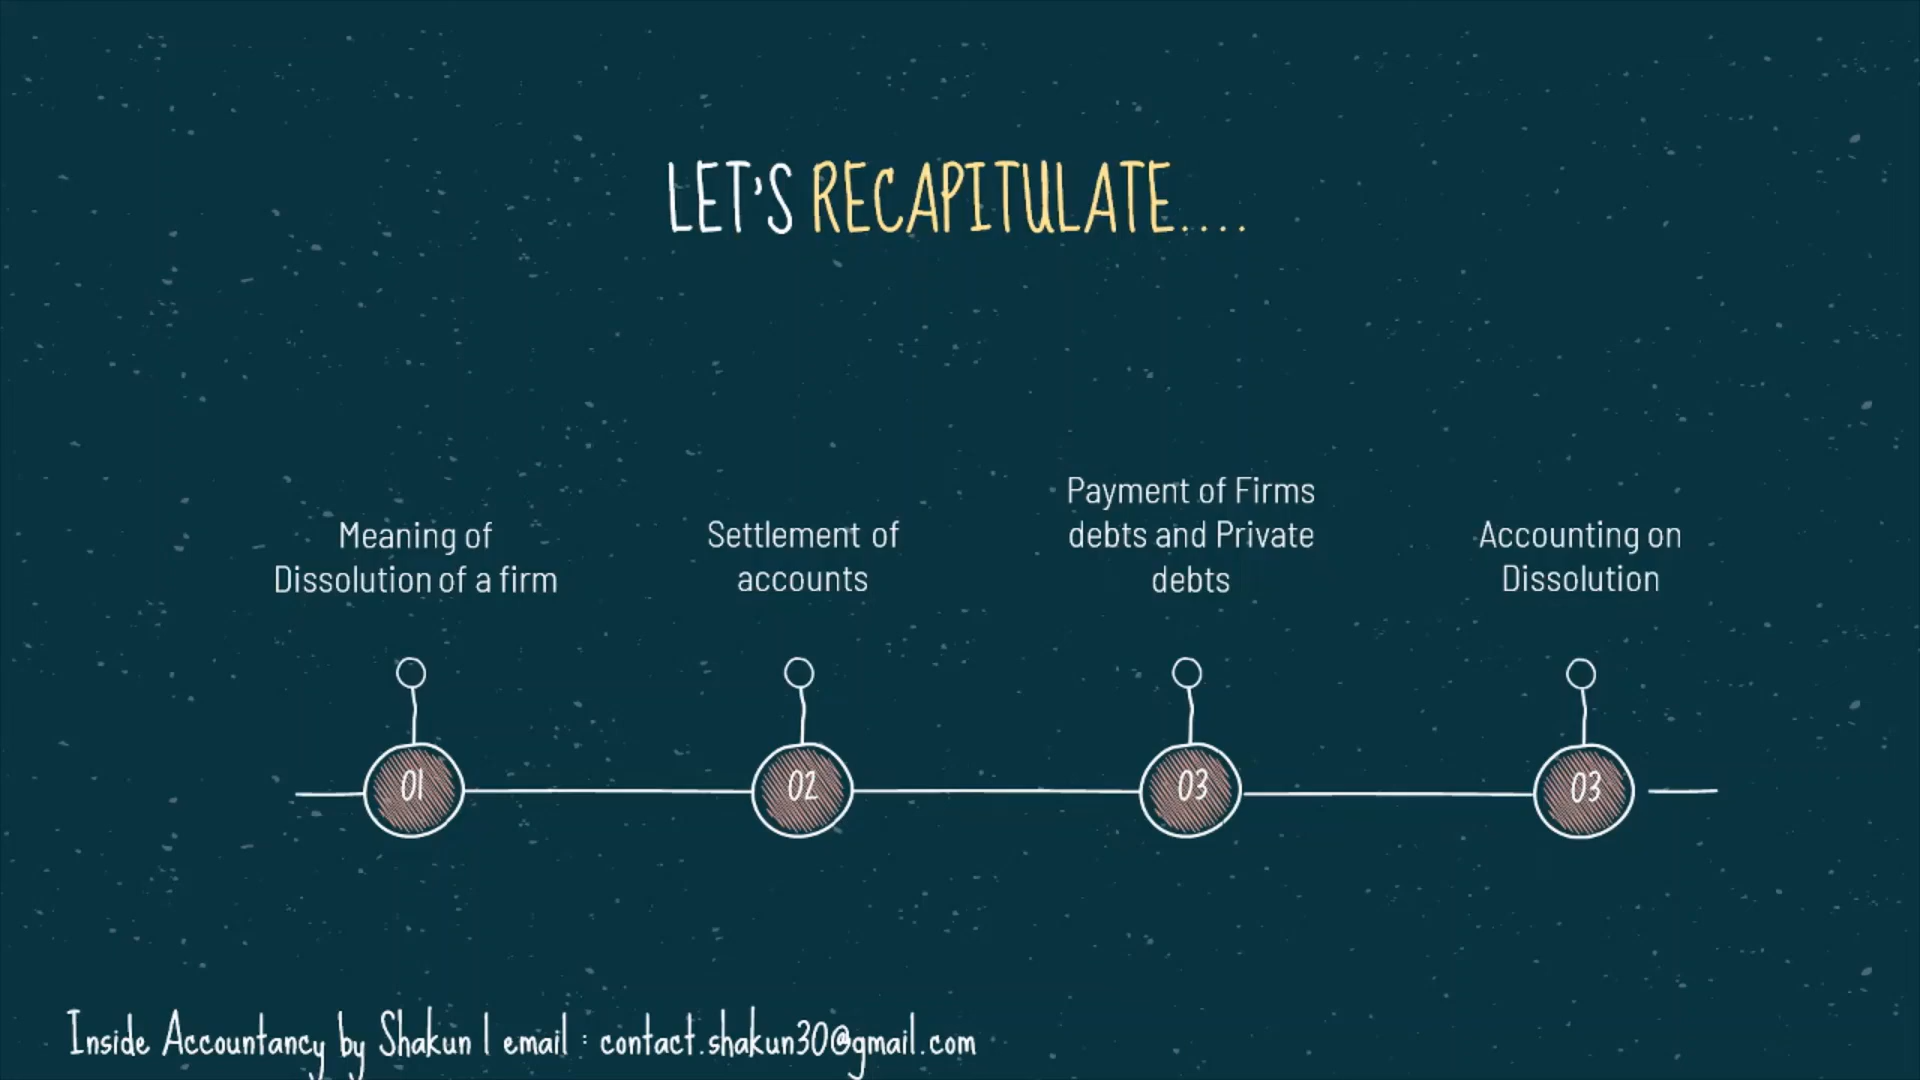 LET'S RECAPITULATE....
Meaning of
Dissolution of a firm
Settlement of
accounts
Payment of Firms
debts and Private
debts
Accounting on
Dissolution
01
02
03
03
Inside Accountancy by Shakun | email : contact.shakun30@gmail.com